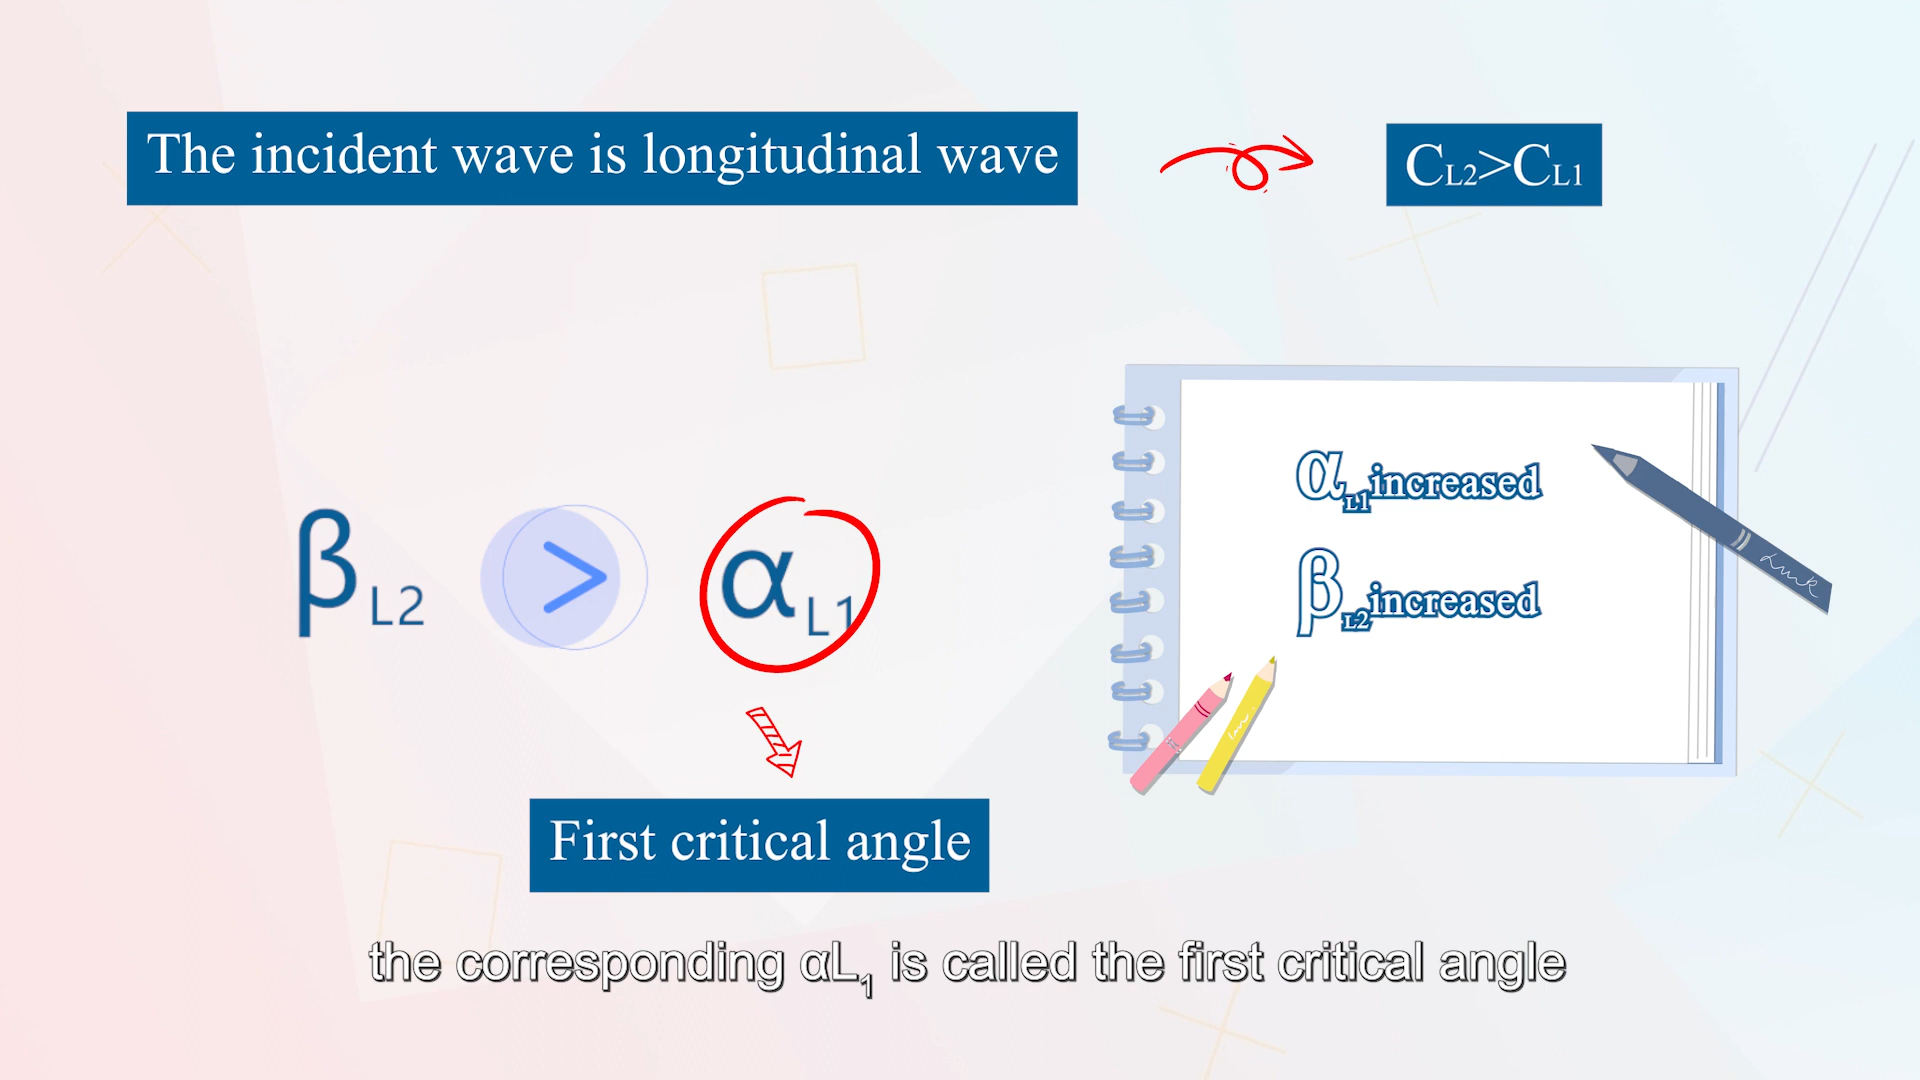 The incident wave is longitudinal wave
CL2>CL1
βL2 > αL1
αL1increased
βL2increased
First critical angle
the corresponding αL1 is called the first critical angle